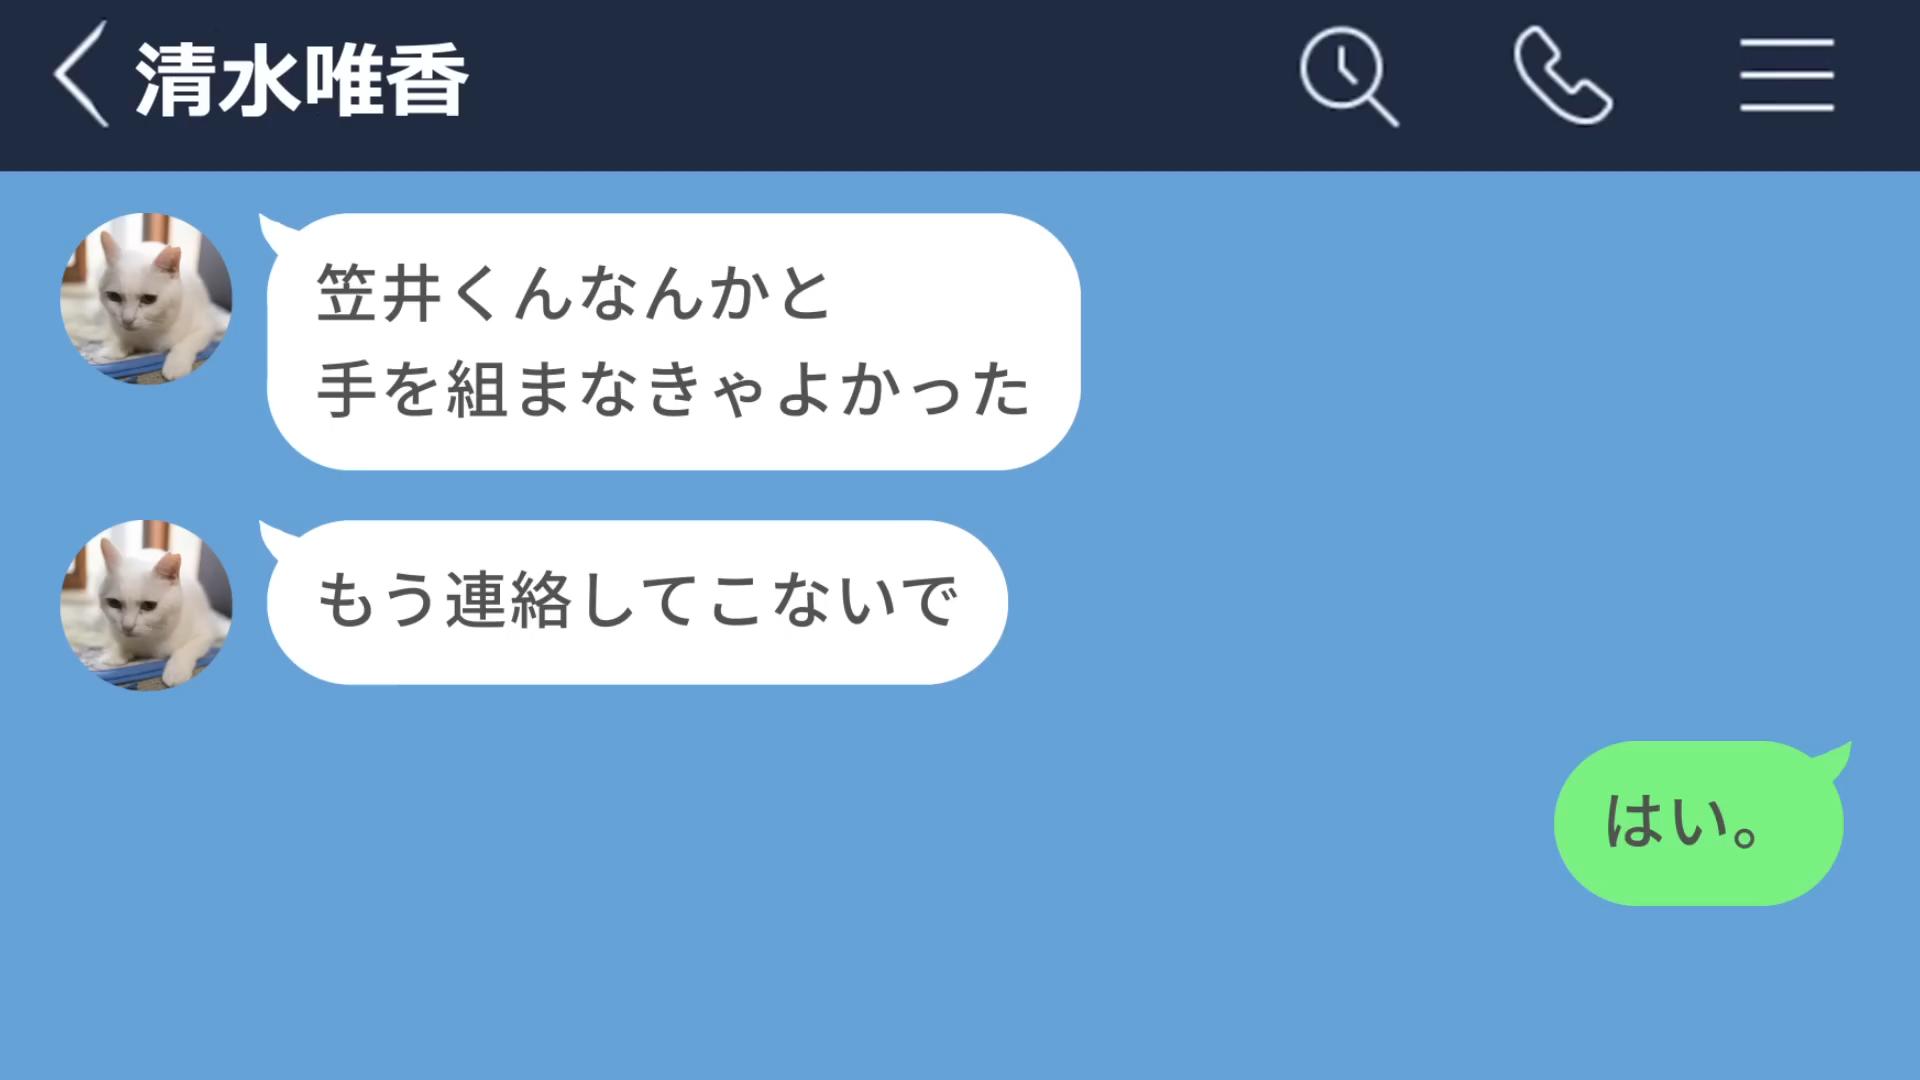 清水唯香
笠井くんなんかと
手を組まなきゃよかった
もう連絡してこないで
はい。